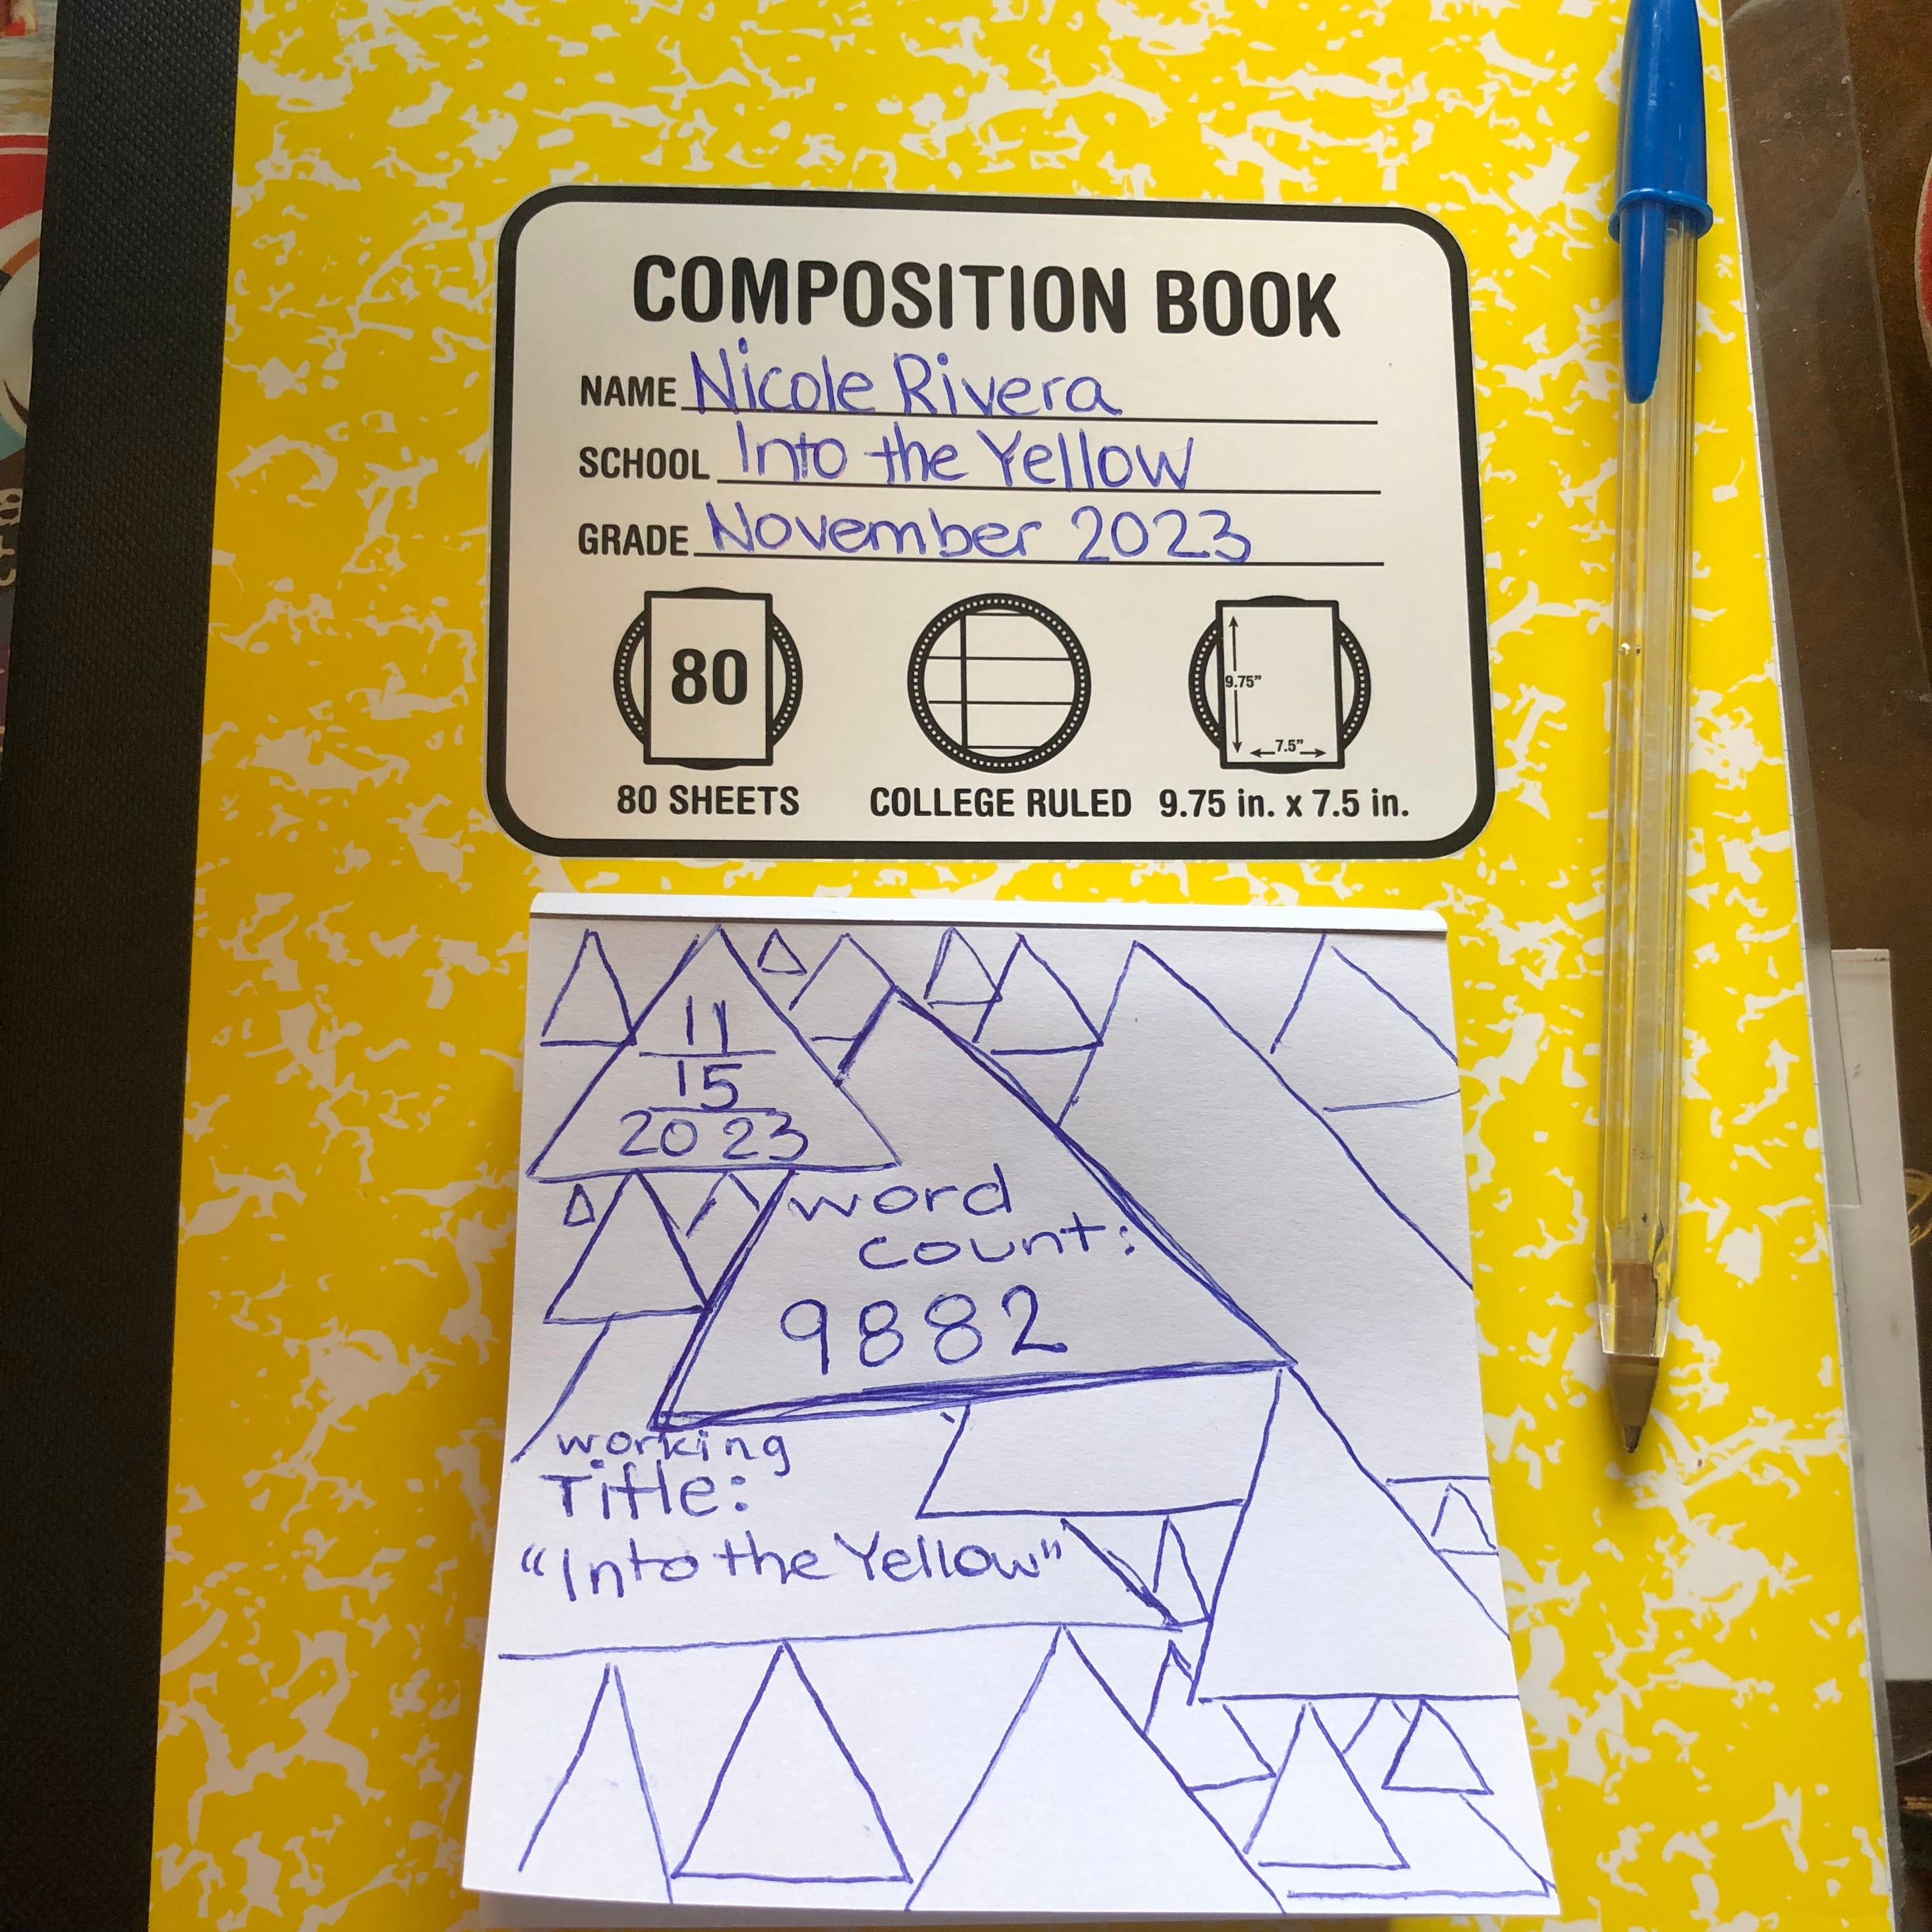 COMPOSITION BOOK
NAME Nicole Rivera
SCHOOL Into the Yellow
GRADE November 2023
80
9.75"
7.5"
80 SHEETS COLLEGE RULED 9.75 in. x 7.5 in.
11
15
2023
word
count:
9882
working
Title:
"Into the Yellow"